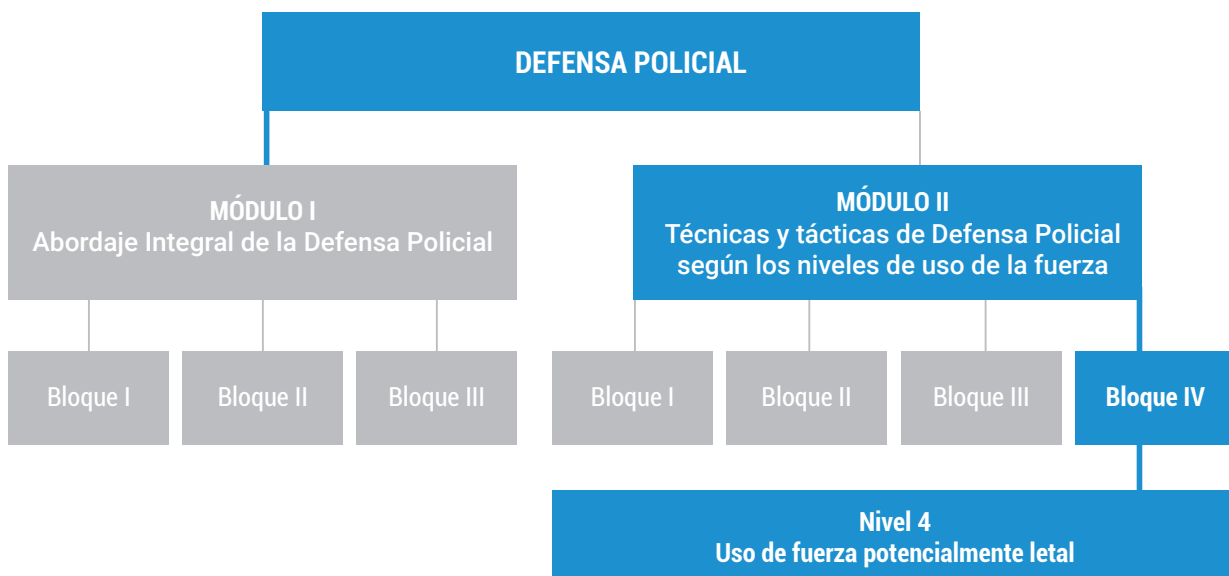 DEFENSA POLICIAL
MÓDULO I
Abordaje Integral de la Defensa Policial
MÓDULO II
Técnicas y tácticas de Defensa Policial
según los niveles de uso de la fuerza
Bloque I
Bloque II
Bloque III
Bloque I
Bloque II
Bloque III
Bloque IV
Nivel 4
Uso de fuerza potencialmente letal